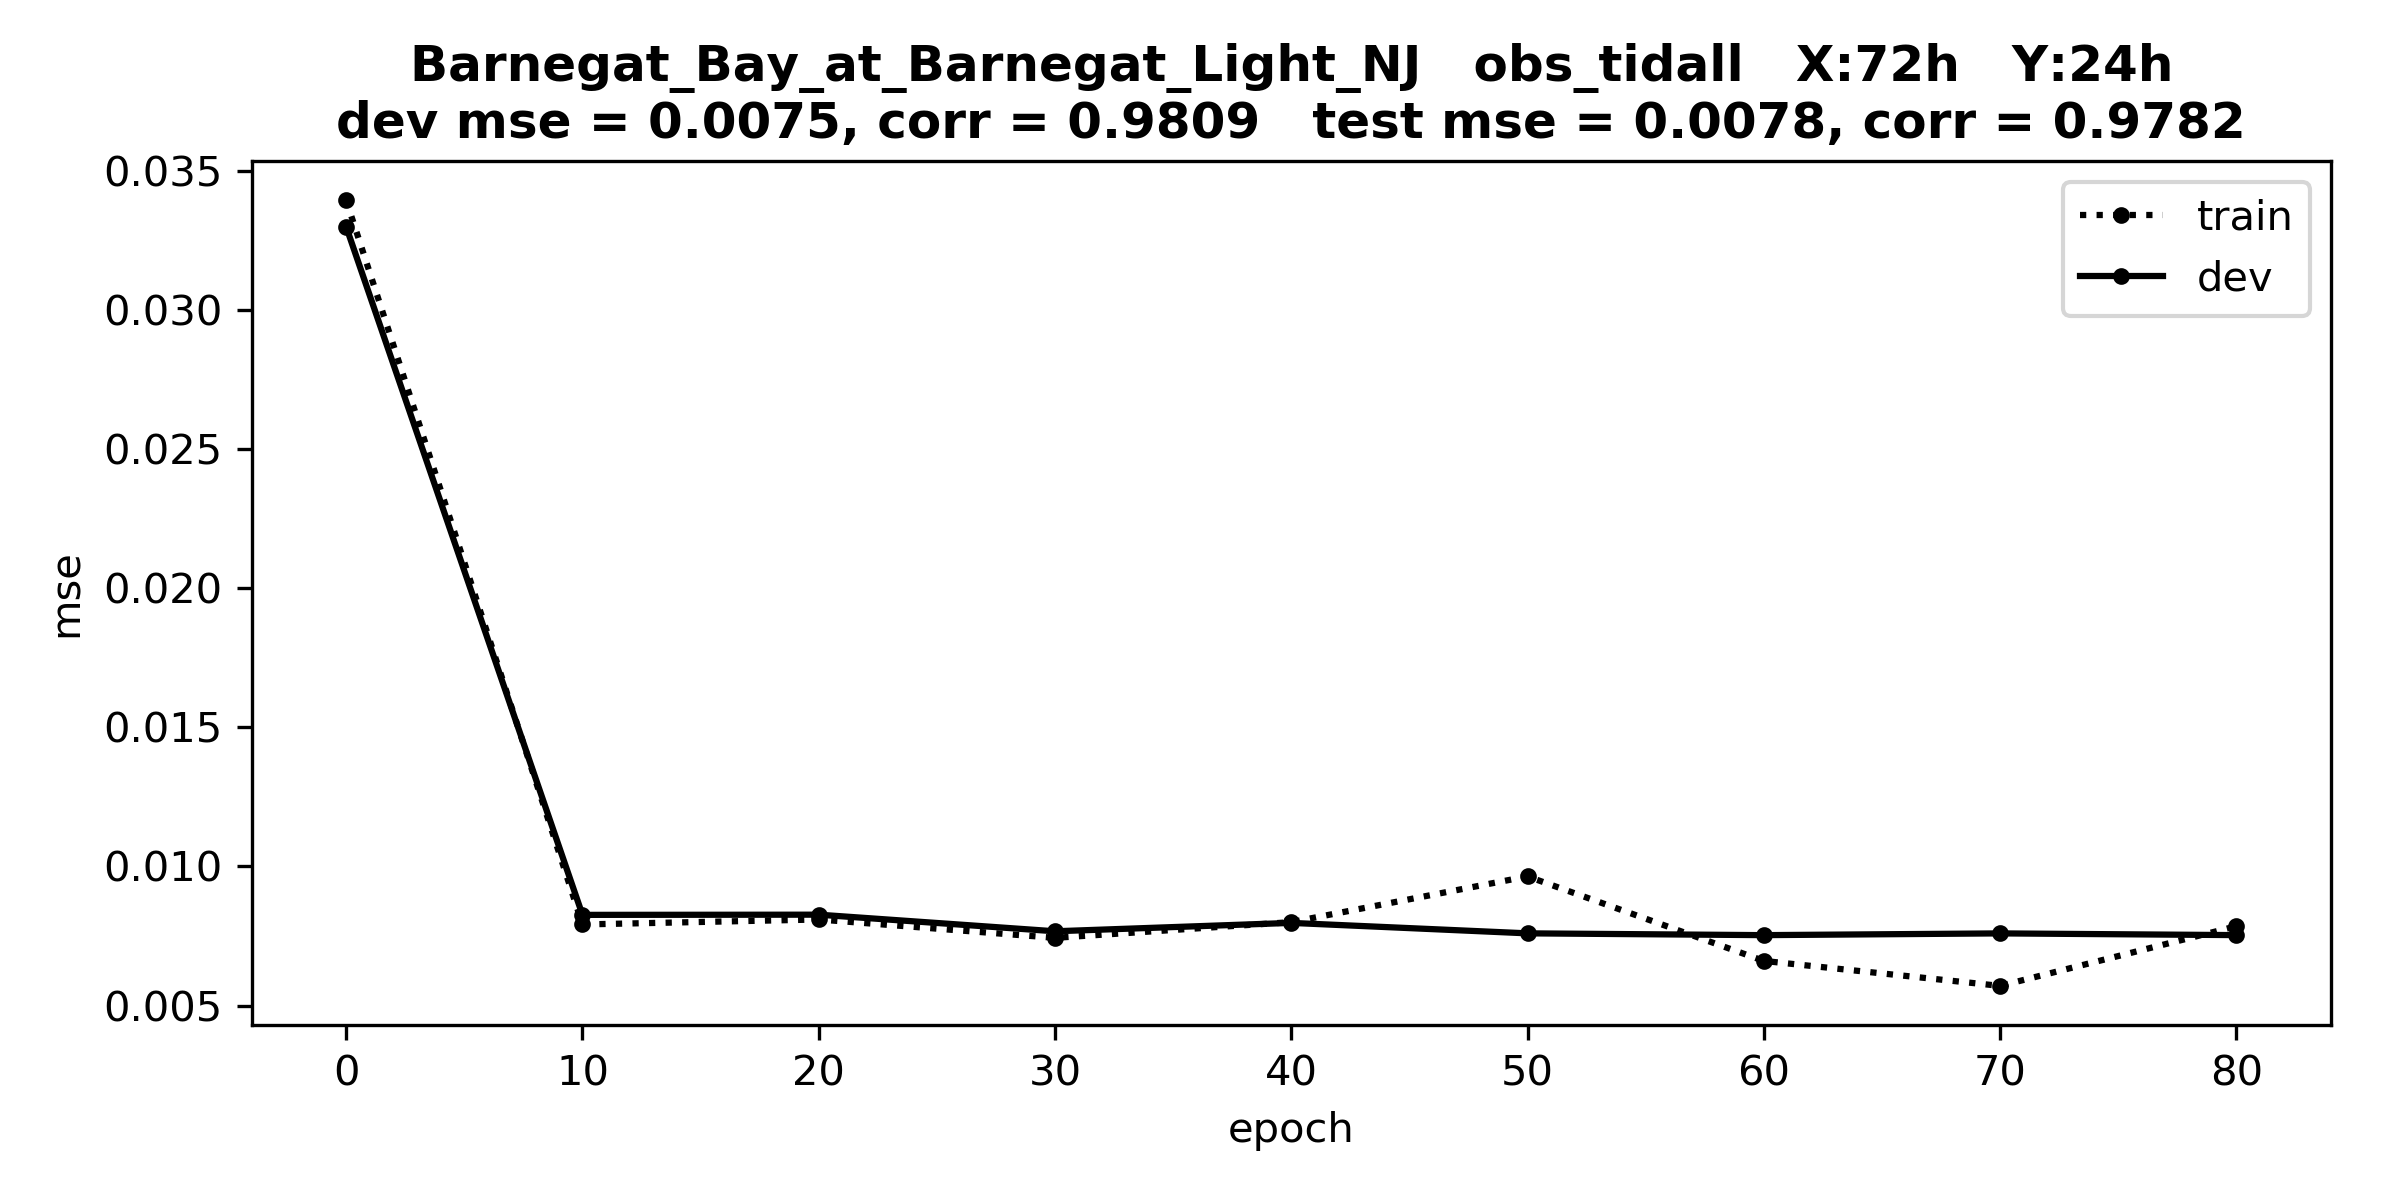 Barnegat_Bay_at_Barnegat_Light_NJ obs_tidall X:72h Y:24h
dev mse = 0.0075, corr = 0.9809 test mse = 0.0078, corr = 0.9782
0.035
0.030
0.025
0.020
0.015
0.010
0.005
mse
train
dev
0 10 20 30 40 50 60 70 80
epoch